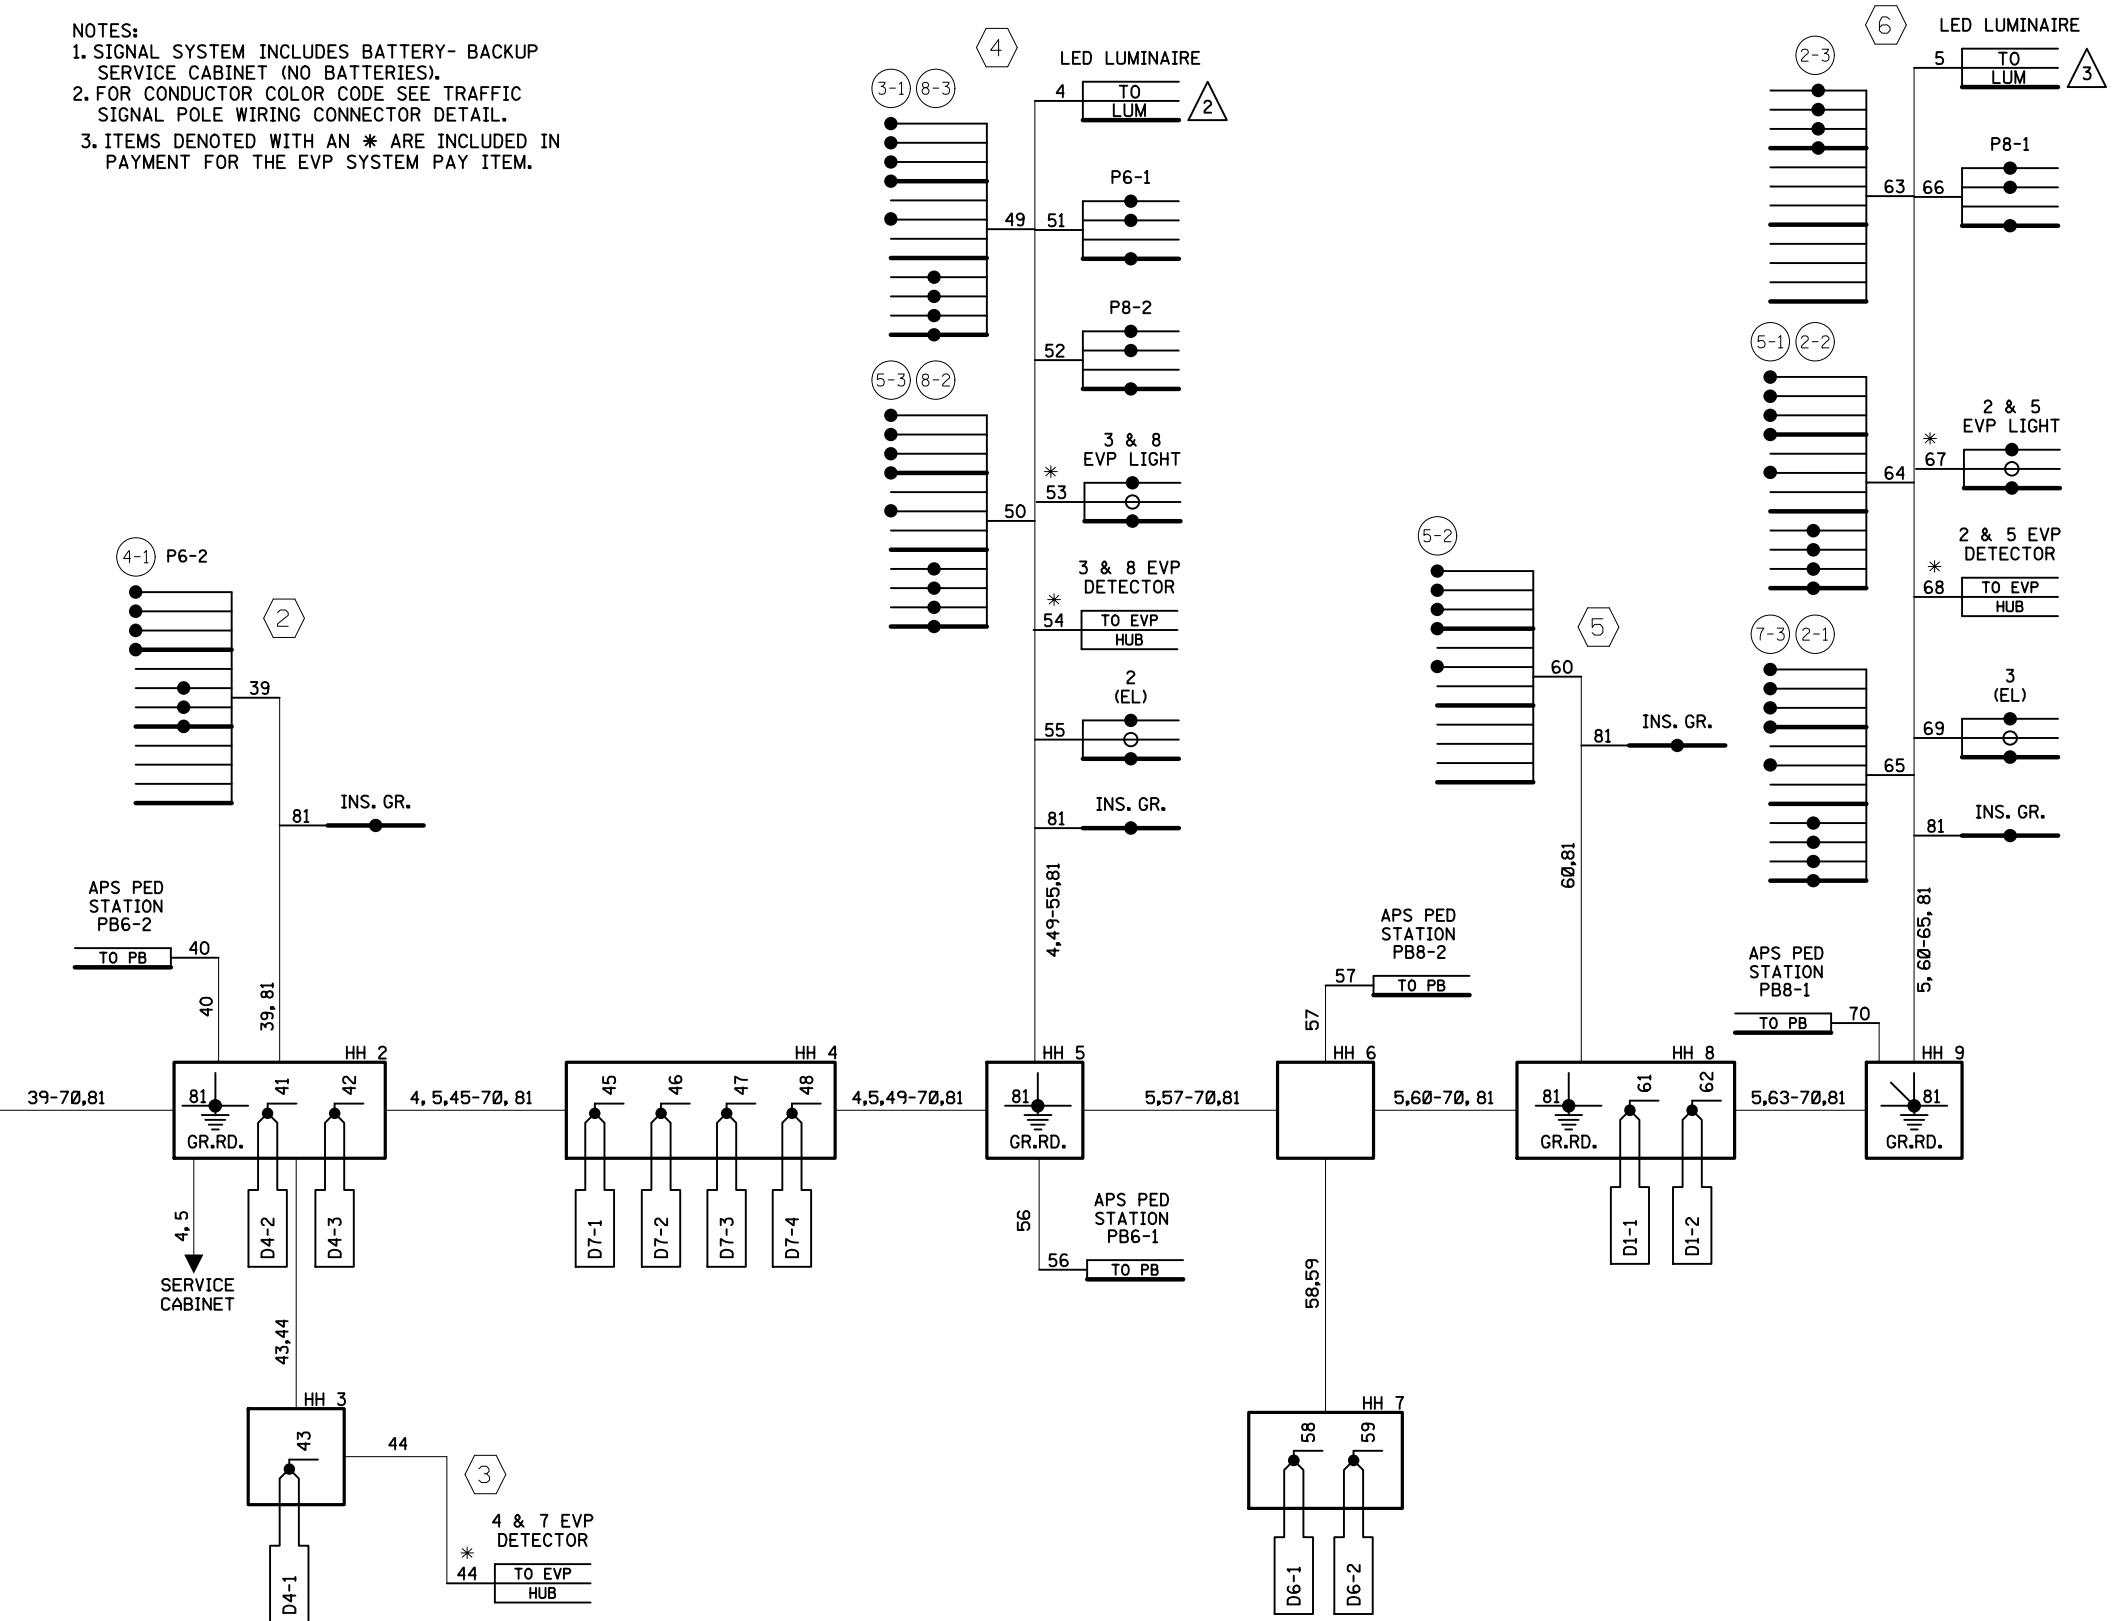 NOTES:
1. SIGNAL SYSTEM INCLUDES BATTERY- BACKUP
SERVICE CABINET (NO BATTERIES).
2. FOR CONDUCTOR COLOR CODE SEE TRAFFIC
SIGNAL POLE WIRING CONNECTOR DETAIL.
3. ITEMS DENOTED WITH AN * ARE INCLUDED IN
PAYMENT FOR THE EVP SYSTEM PAY ITEM.
4-1 P6-2
2
39
INS. GR.
81
39,81
APS PED
STATION
PB6-2
TO PB
40
40
39-70,81
HH 2
81
GR.RD.
41
42
D4-2
D4-3
4,5
SERVICE
CABINET
43,44
HH 3
43
D4-1
44
3
4 & 7 EVP
DETECTOR
*
44
TO EVP
HUB
4,5,45-70,81
HH 4
45
46
47
48
D7-1
D7-2
D7-3
D7-4
4,5,49-70,81
4
3-1 8-3
49
5-3 8-2
50
LED LUMINAIRE
4
TO
LUM
2
P6-1
51
P8-2
52
3 & 8
EVP LIGHT
*
53
3 & 8 EVP
DETECTOR
*
54
TO EVP
HUB
2
(EL)
55
INS. GR.
81
4,49-55,81
HH 5
81
GR.RD.
56
APS PED
STATION
PB6-1
56
TO PB
5,57-70,81
HH 6
57
APS PED
STATION
PB8-2
57
TO PB
58,59
HH 7
58
59
D6-1
D6-2
5,60-70,81
5-2
5
60
INS. GR.
81
60,81
HH 8
81
GR.RD.
61
62
D1-1
D1-2
5,63-70,81
6
2-3
63
5-1 2-2
64
7-3 2-1
65
LED LUMINAIRE
5
TO
LUM
3
P8-1
66
2 & 5
EVP LIGHT
*
67
2 & 5 EVP
DETECTOR
*
68
TO EVP
HUB
3
(EL)
69
INS. GR.
81
5,60-65,81
APS PED
STATION
PB8-1
TO PB
70
HH 9
81
GR.RD.